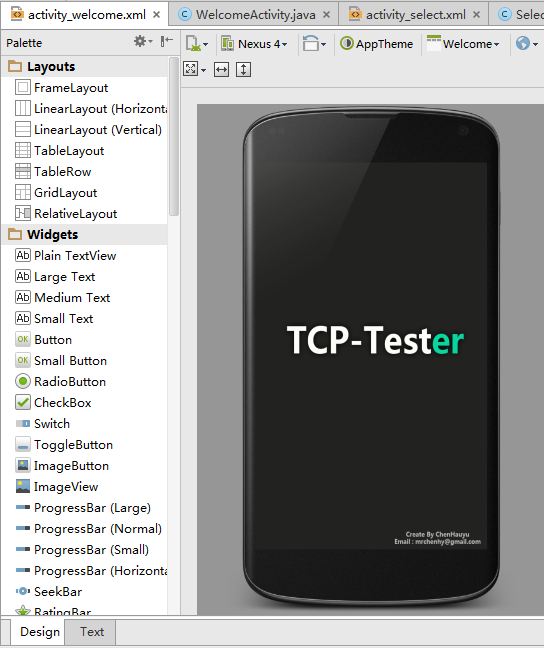 activity_welcome.xml WelcomeActivity.java activity_select.xml Selec
Palette Nexus 4 AppTheme Welcome
Layouts
FrameLayout
LinearLayout (Horizonta
LinearLayout (Vertical)
TableLayout
TableRow
GridLayout
RelativeLayout
Widgets
Ab Plain TextView
Ab Large Text
Ab Medium Text
Ab Small Text
OK Button
OK Small Button
RadioButton
CheckBox
Switch
ToggleButton
ImageButton
ImageView
ProgressBar (Large)
ProgressBar (Normal)
ProgressBar (Small)
ProgressBar (Horizonta
SeekBar
RatingBar
TCP-Tester
Create By ChenHauyu
Email : mrchenhy@gmail.com
Design Text